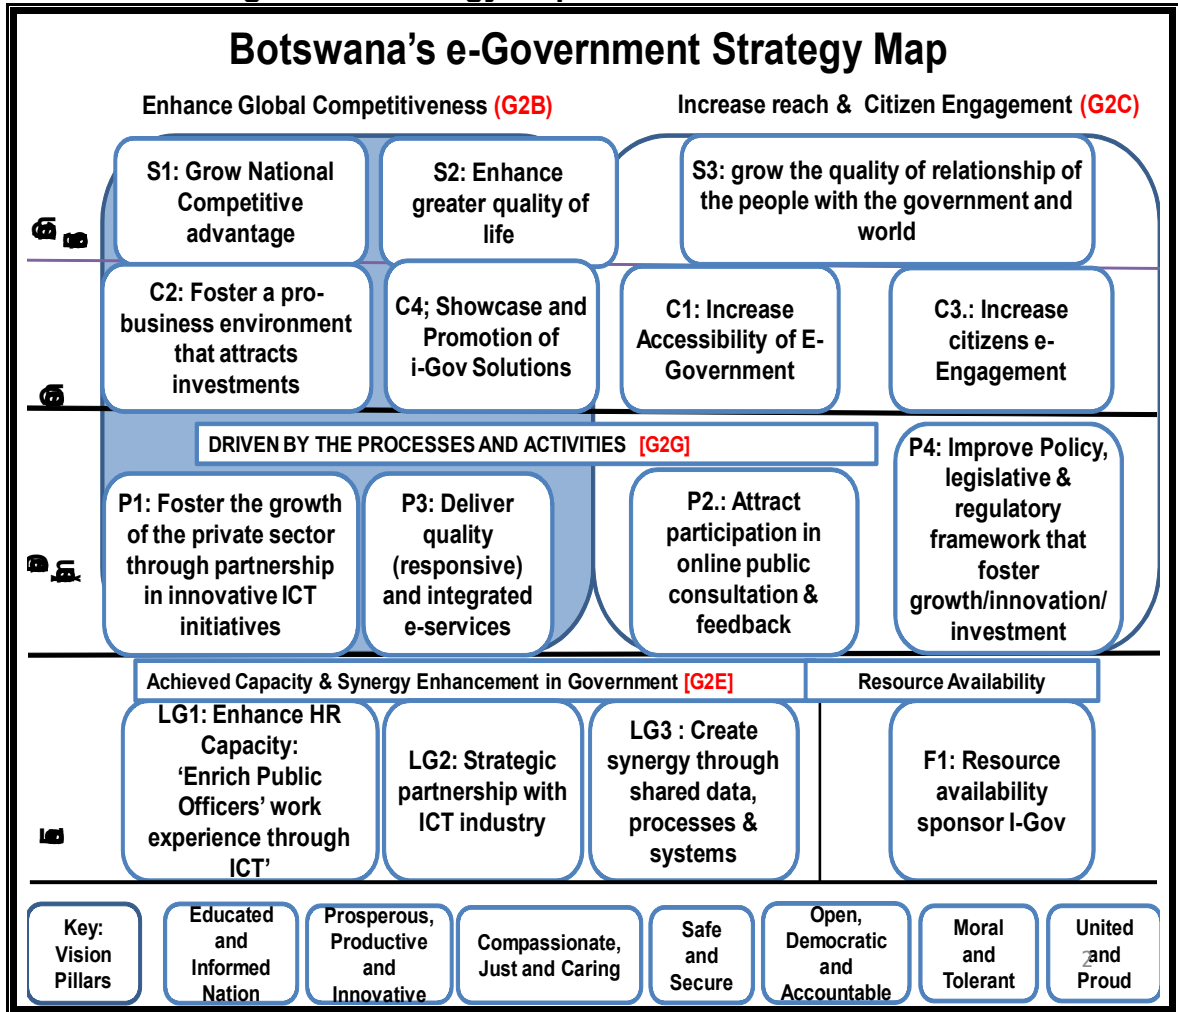 Botswana's e-Government Strategy Map
Enhance Global Competitiveness (G2B)
Increase reach & Citizen Engagement (G2C)
S1: Grow National
Competitive
advantage
S2: Enhance
greater quality of
life
S3: grow the quality of relationship of
the people with the government and
world
C2: Foster a pro-
business environment
that attracts
investments
C4; Showcase and
Promotion of
i-Gov Solutions
C1: Increase
Accessibility of E-
Government
C3.: Increase
citizens e-
Engagement
DRIVEN BY THE PROCESSES AND ACTIVITIES [G2G]
P1: Foster the growth
of the private sector
through partnership
in innovative ICT
initiatives
P3: Deliver
quality
(responsive)
and integrated
e-services
P2.: Attract
participation in
online public
consultation &
feedback
P4: Improve Policy,
legislative &
regulatory
framework that
foster
growth/innovation/
investment
Achieved Capacity & Synergy Enhancement in Government [G2E]
Resource Availability
LG1: Enhance HR
Capacity:
'Enrich Public
Officers' work
experience through
ICT'
LG2: Strategic
partnership with
ICT industry
LG3 : Create
synergy through
shared data,
processes &
systems
F1: Resource
availability
sponsor I-Gov
Key:
Vision
Pillars
Educated
and
Informed
Nation
Prosperous,
Productive
and
Innovative
Compassionate,
Just and Caring
Safe
and
Secure
Open,
Democratic
and
Accountable
Moral
and
Tolerant
United
and
Proud
2